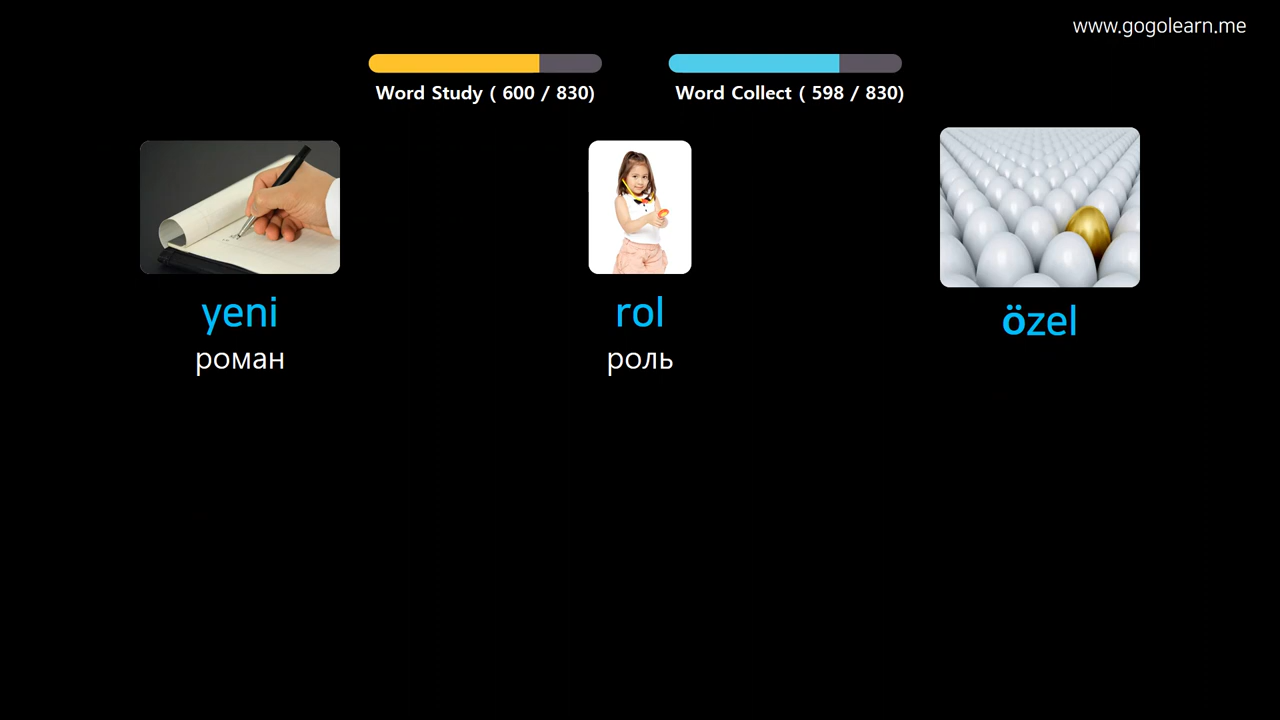 www.gogolearn.me
Word Study ( 600 / 830)
Word Collect ( 598 / 830)
yeni
роман
rol
роль
özel